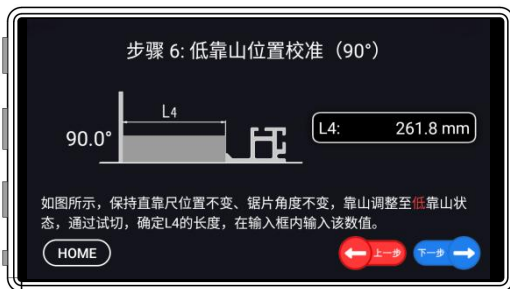 步骤 6: 低靠山位置校准（90°）
L4
90.0°
L4: 261.8 mm
如图所示，保持直靠尺位置不变、锯片角度不变，靠山调整至低靠山状
态，通过试切，确定L4的长度，在输入框内输入该数值。
HOME 上一步 下一步